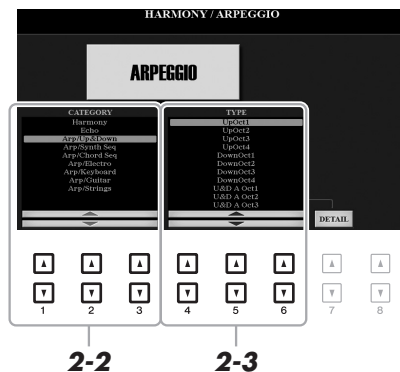 HARMONY / ARPEGGIO
ARPEGGIO
CATEGORY
Harmony
Echo
Arp/Up&Down
Arp/Synth Seq
Arp/Chord Seq
Arp/Electro
Arp/Keyboard
Arp/Guitar
Arp/Strings
TYPE
UpOct1
UpOct2
UpOct3
UpOct4
DownOct1
DownOct2
DownOct3
DownOct4
U&D A Oct1
U&D A Oct2
U&D A Oct3
DETAIL
1 2 3 4 5 6 7 8
2-2 2-3